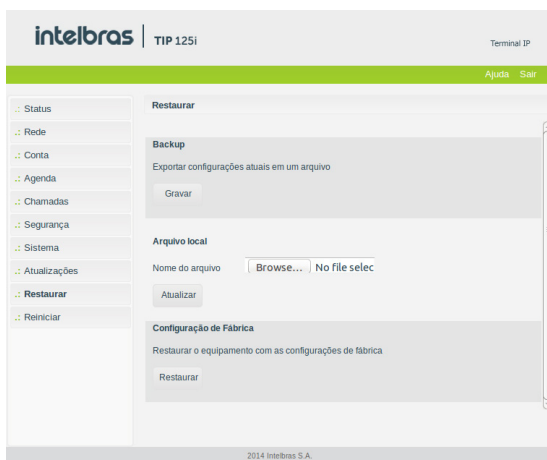 intelbras TIP 125i
Terminal IP
Ajuda Sair
.: Status
.: Rede
.: Conta
.: Agenda
.: Chamadas
.: Segurança
.: Sistema
.: Atualizações
.: Restaurar
.: Reiniciar
Restaurar
Backup
Exportar configurações atuais em um arquivo
Gravar
Arquivo local
Nome do arquivo Browse... No file selec
Atualizar
Configuração de Fábrica
Restaurar o equipamento com as configurações de fábrica
Restaurar
2014 Intelbras S.A.